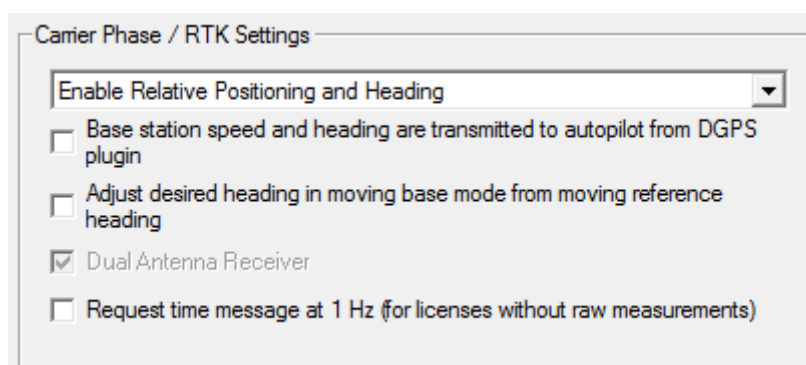 Carrier Phase / RTK Settings
Enable Relative Positioning and Heading
Base station speed and heading are transmitted to autopilot from DGPS
plugin
Adjust desired heading in moving base mode from moving reference
heading
Dual Antenna Receiver
Request time message at 1 Hz (for licenses without raw measurements)